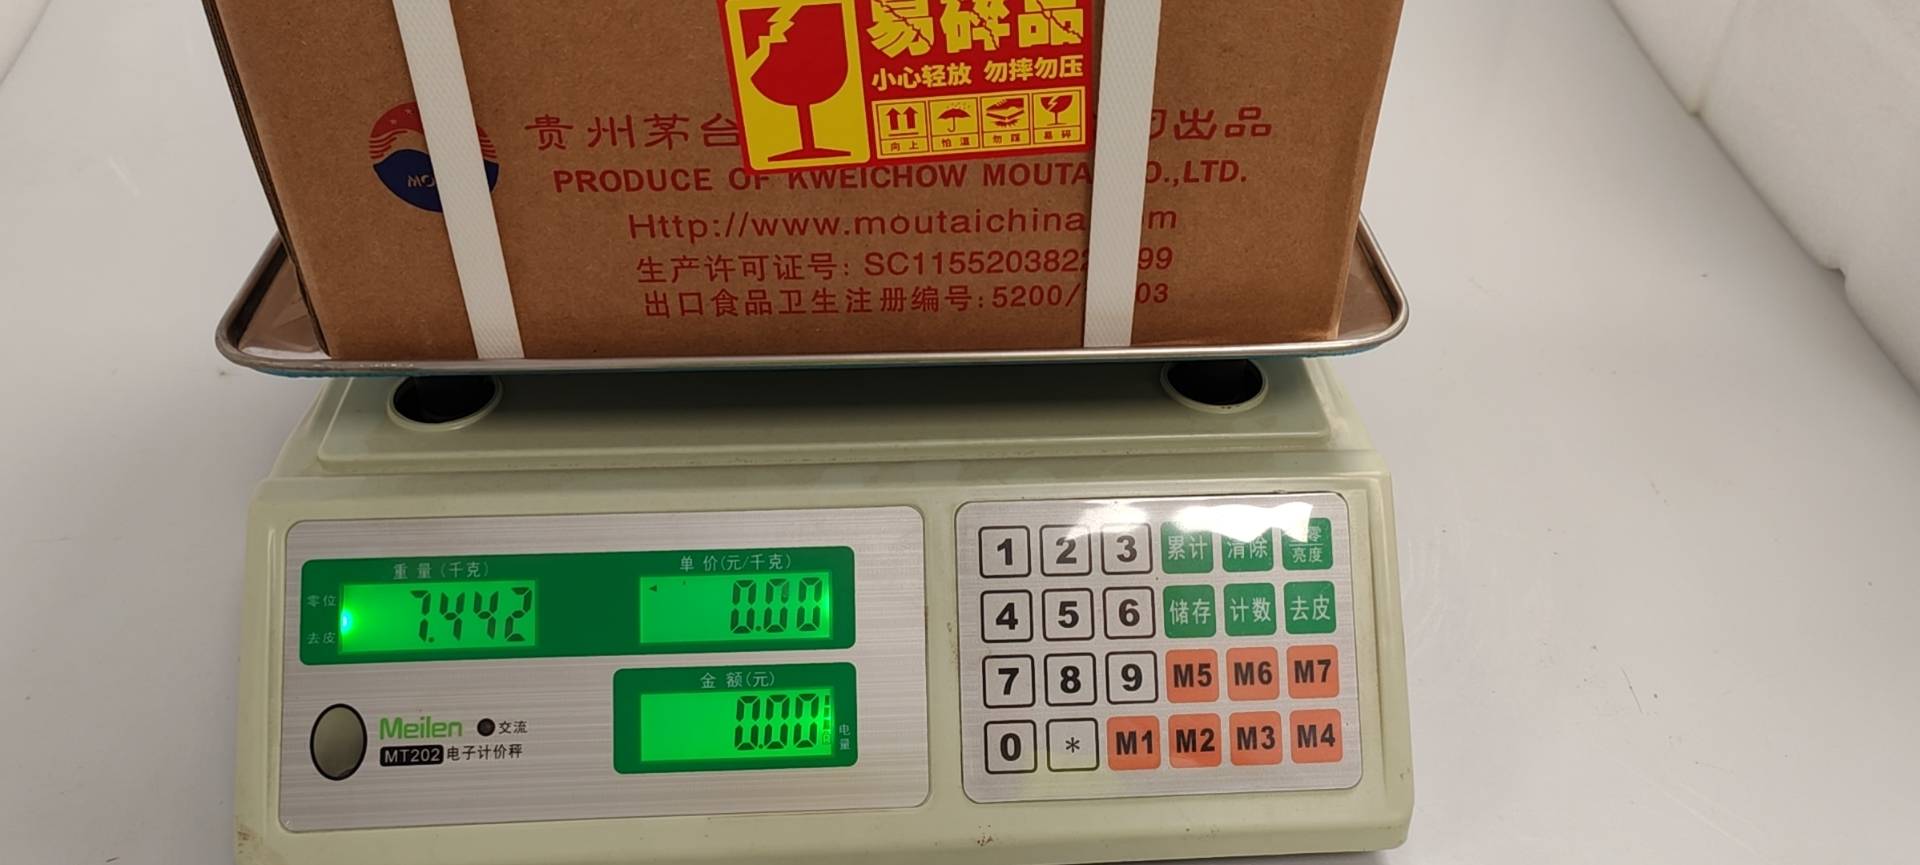 易碎品
小心轻放 勿摔勿压
向上 怕湿 勿踩 易碎
贵州茅台 司出品
MO
PRODUCE OF KWEICHOW MOUTA O.,LTD.
Http://www.moutaichina. om
生产许可证号: SC1155203822 99
出口食品卫生注册编号:5200/ 03
重量(千克) 单价(元/千克)
零位
去皮
7.442 0.00
金额(元)
0.00
电量
Meilen 交流
MT202 电子计价秤
1 2 3 累计 清除 零 亮度
4 5 6 储存 计数 去皮
7 8 9 M5 M6 M7
0 * M1 M2 M3 M4